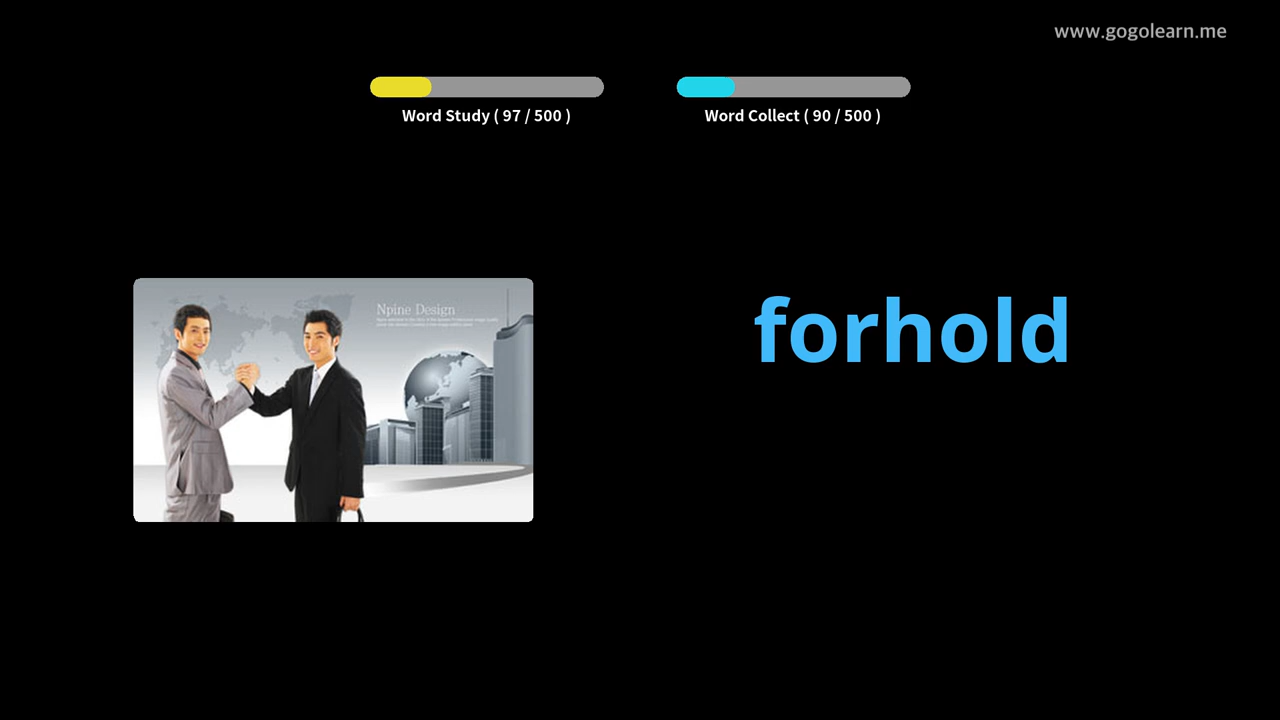 www.gogolearn.me
Word Study ( 97 / 500 )
Word Collect ( 90 / 500 )
Npine Design
forhold